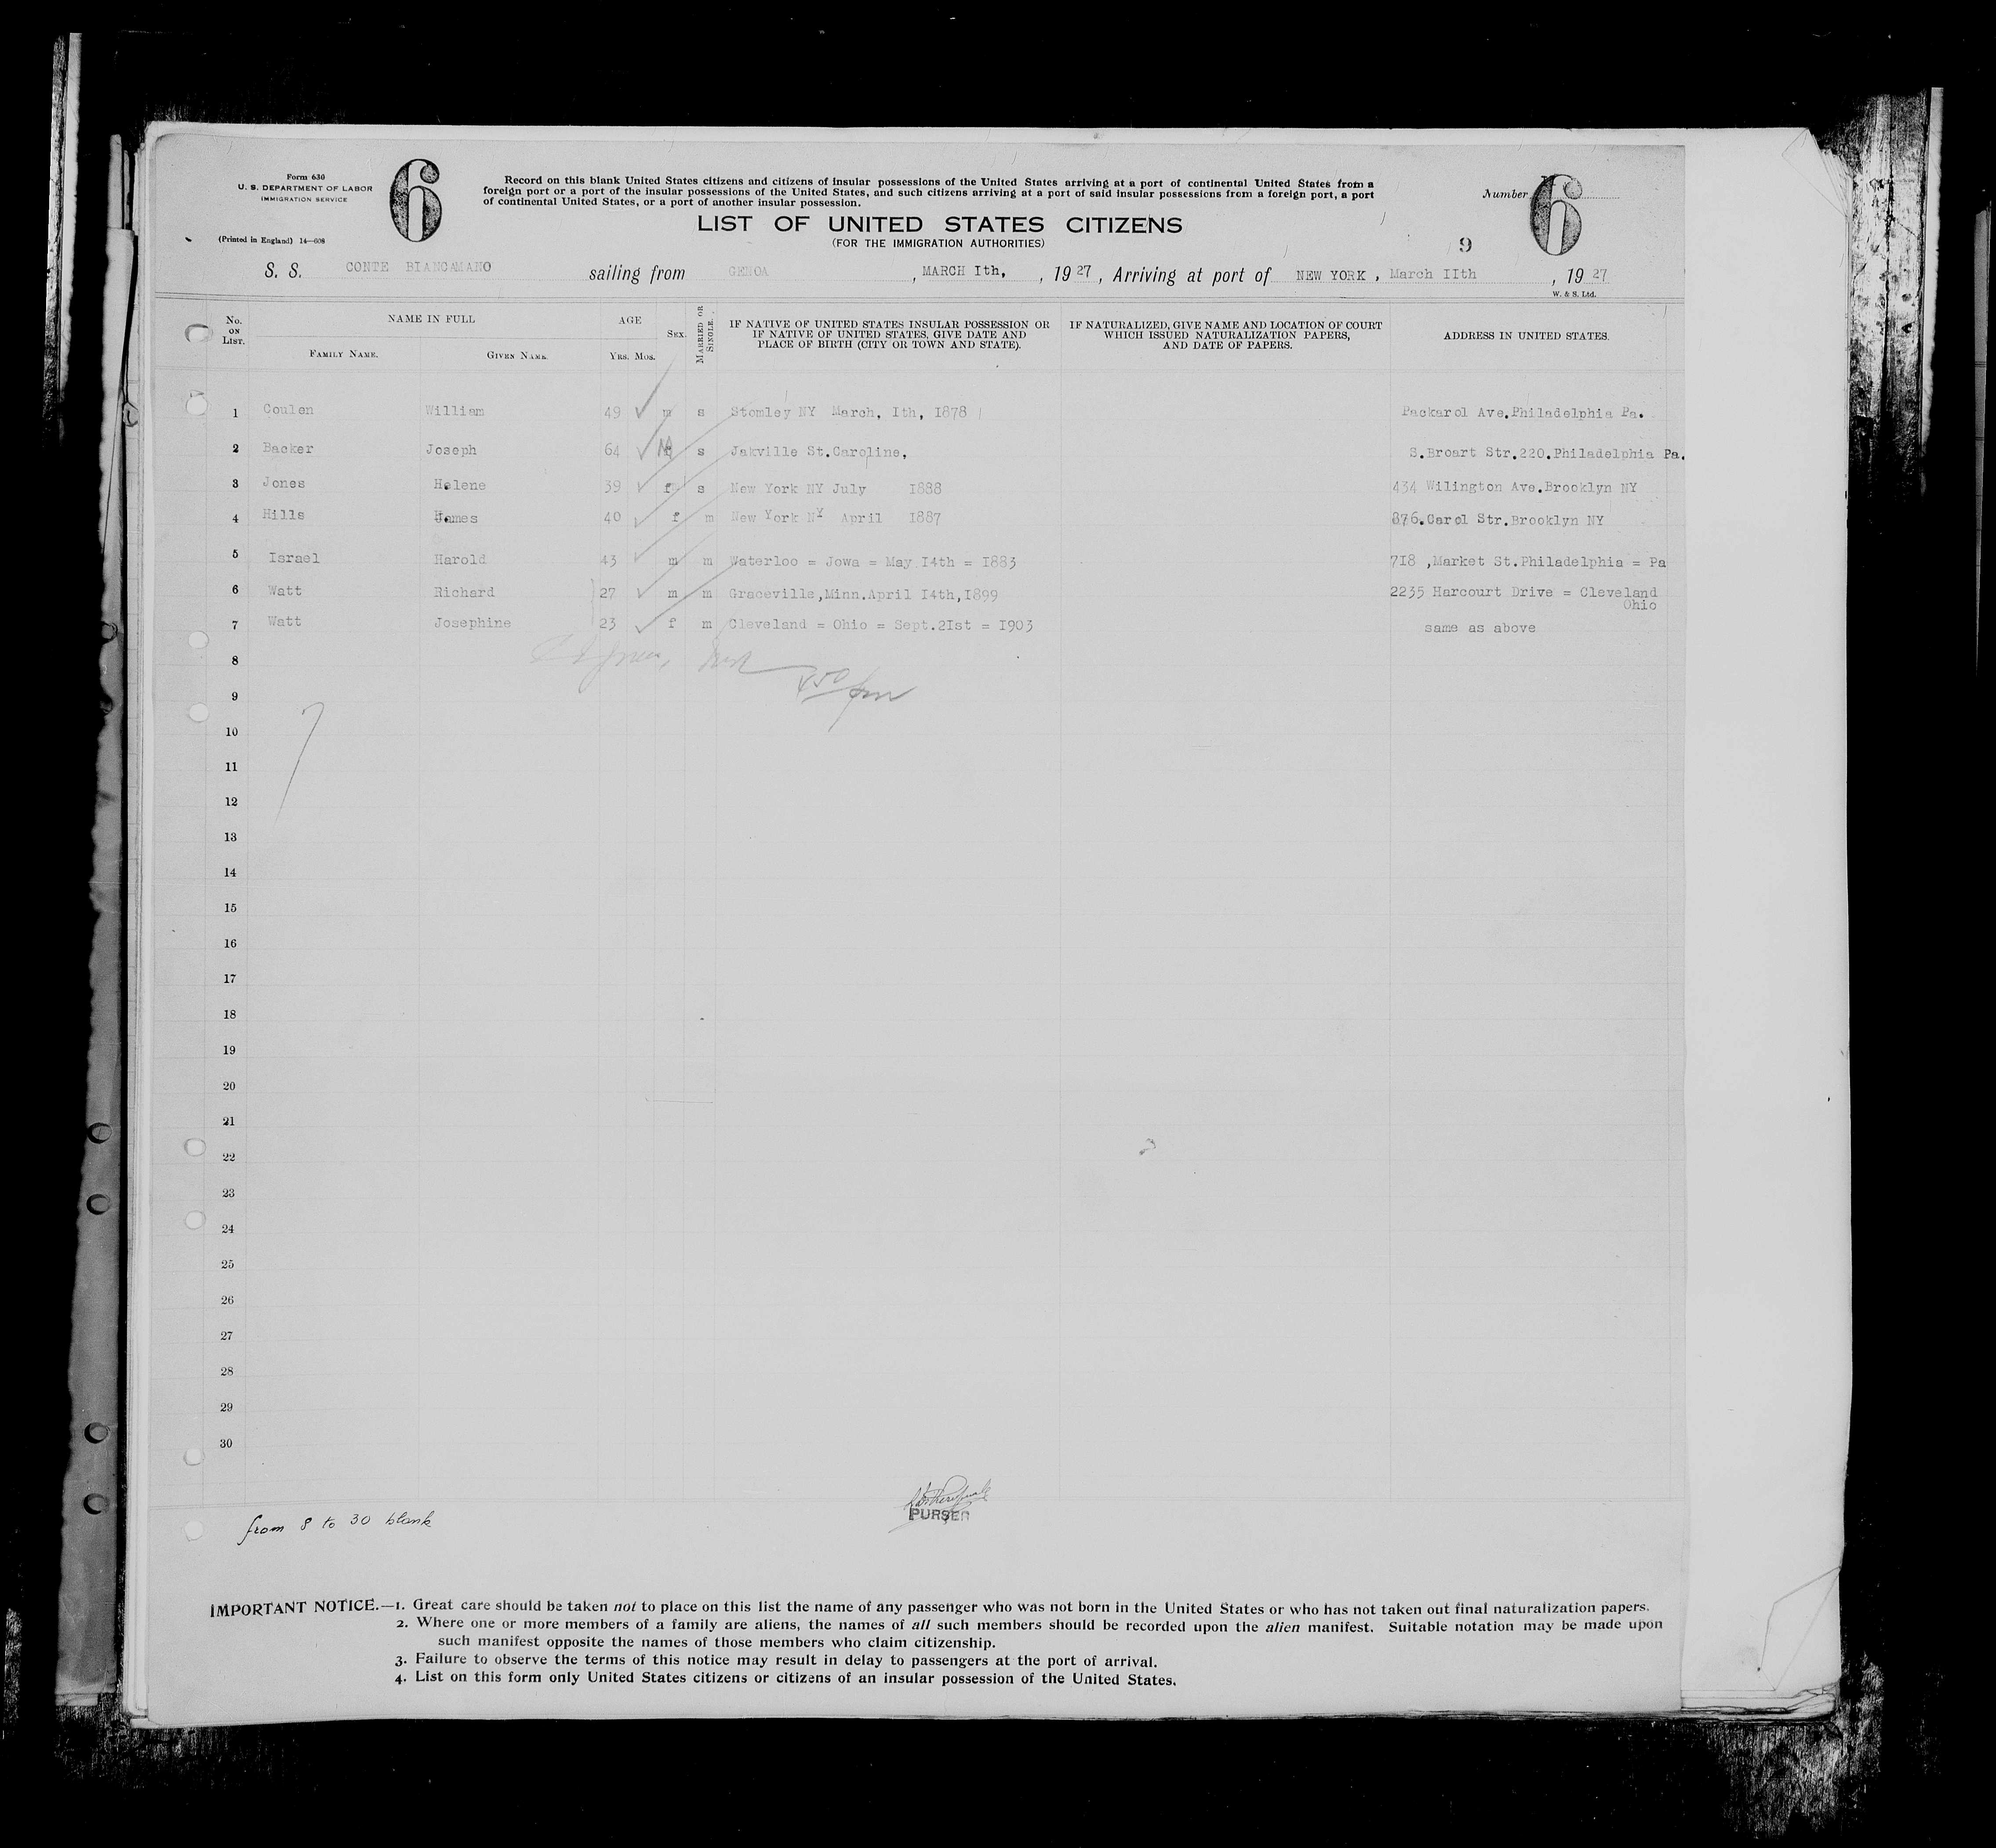 Form 630
U. S. DEPARTMENT OF LABOR
IMMIGRATION SERVICE
(Printed in England) 14—608
6
Record on this blank United States citizens and citizens of insular possessions of the United States arriving at a port of continental United States from a
foreign port or a port of the insular possessions of the United States, and such citizens arriving at a port of said insular possessions from a foreign port, a port
of continental United States, or a port of another insular possession.
Number
6
LIST OF UNITED STATES CITIZENS
(FOR THE IMMIGRATION AUTHORITIES)
9
S. S. CONTE BIANCAMANO sailing from GENOA , MARCH Ith, , 19 27 , Arriving at port of NEW YORK , March IIth , 19 27
W. & S. Ltd.
No. ON LIST. NAME IN FULL FAMILY NAME. GIVEN NAME. AGE YRS. MOS. SEX. MARRIED OR SINGLE. IF NATIVE OF UNITED STATES INSULAR POSSESSION OR IF NATIVE OF UNITED STATES, GIVE DATE AND PLACE OF BIRTH (CITY OR TOWN AND STATE). IF NATURALIZED, GIVE NAME AND LOCATION OF COURT WHICH ISSUED NATURALIZATION PAPERS, AND DATE OF PAPERS. ADDRESS IN UNITED STATES.
1 Coulen William 49 m s Stomley NY March, Ith, I878 Packarol Ave.Philadelphia Pa.
2 Backer Joseph 64 M s Jakville St.Caroline, S.Broart Str.220.Philadelphia Pa.
3 Jones Helene 39 f s New York NY July I888 434 Wilington Ave.Brooklyn NY
4 Hills James 40 f m New York NY April I887 876.Carol Str.Brooklyn NY
5 Israel Harold 43 m m Waterloo = Jowa = May I4th = I883 7I8 ,Market St.Philadelphia = Pa
6 Watt Richard 27 m m Graceville,Minn.April I4th,I899 2235 Harcourt Drive = Cleveland
Ohio
7 Watt Josephine 23 f m Cleveland = Ohio = Sept.2Ist = I903 same as above
8
9
10
11
12
13
14
15
16
17
18
19
20
21
22
23
24
25
26
27
28
29
30
7
from 8 to 30 blank
PURSER
IMPORTANT NOTICE.—1. Great care should be taken not to place on this list the name of any passenger who was not born in the United States or who has not taken out final naturalization papers.
2. Where one or more members of a family are aliens, the names of all such members should be recorded upon the alien manifest. Suitable notation may be made upon
such manifest opposite the names of those members who claim citizenship.
3. Failure to observe the terms of this notice may result in delay to passengers at the port of arrival.
4. List on this form only United States citizens or citizens of an insular possession of the United States.